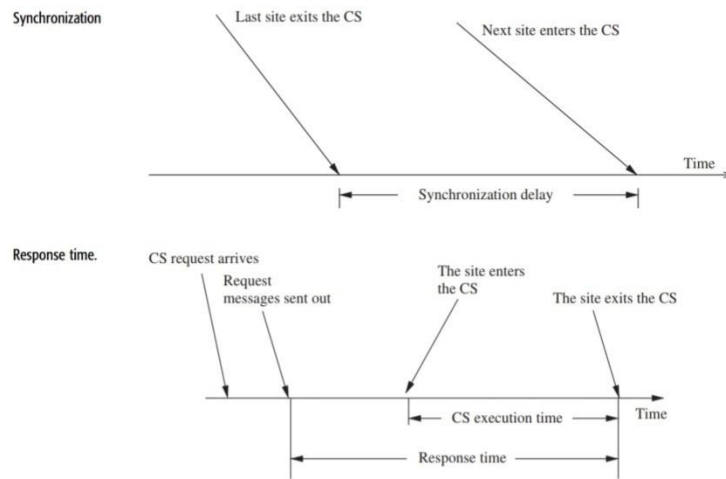 Synchronization
Last site exits the CS
Next site enters the CS
Time
Synchronization delay
Response time.
CS request arrives
Request
messages sent out
The site enters
the CS
The site exits the CS
CS execution time
Time
Response time